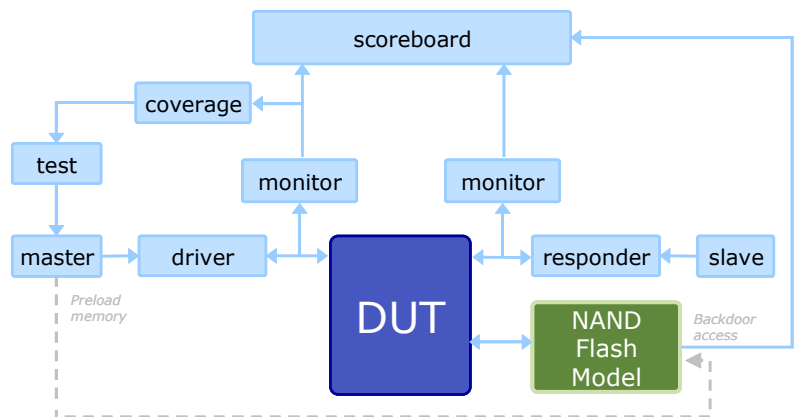 scoreboard
coverage
test
monitor
monitor
master
driver
responder
slave
Preload
memory
DUT
NAND
Flash
Model
Backdoor
access